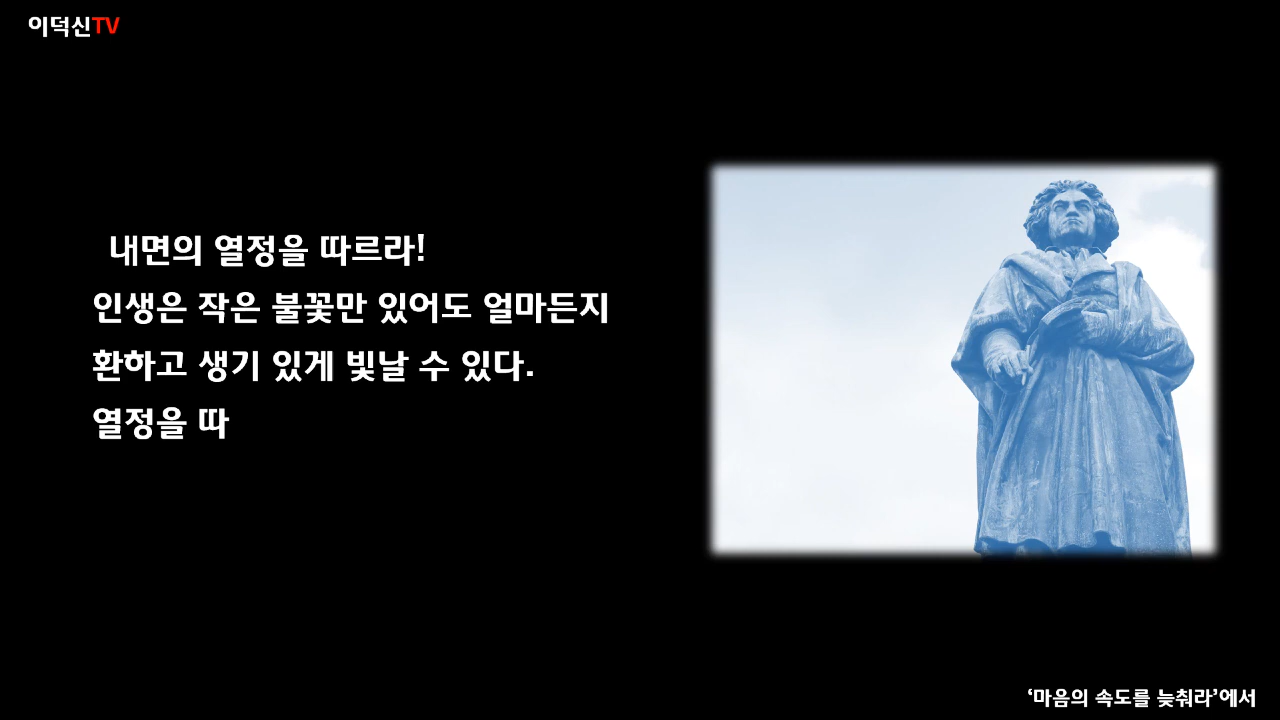 이덕신TV
내면의 열정을 따르라!
인생은 작은 불꽃만 있어도 얼마든지
환하고 생기 있게 빛날 수 있다.
열정을 따
‘마음의 속도를 늦춰라’에서